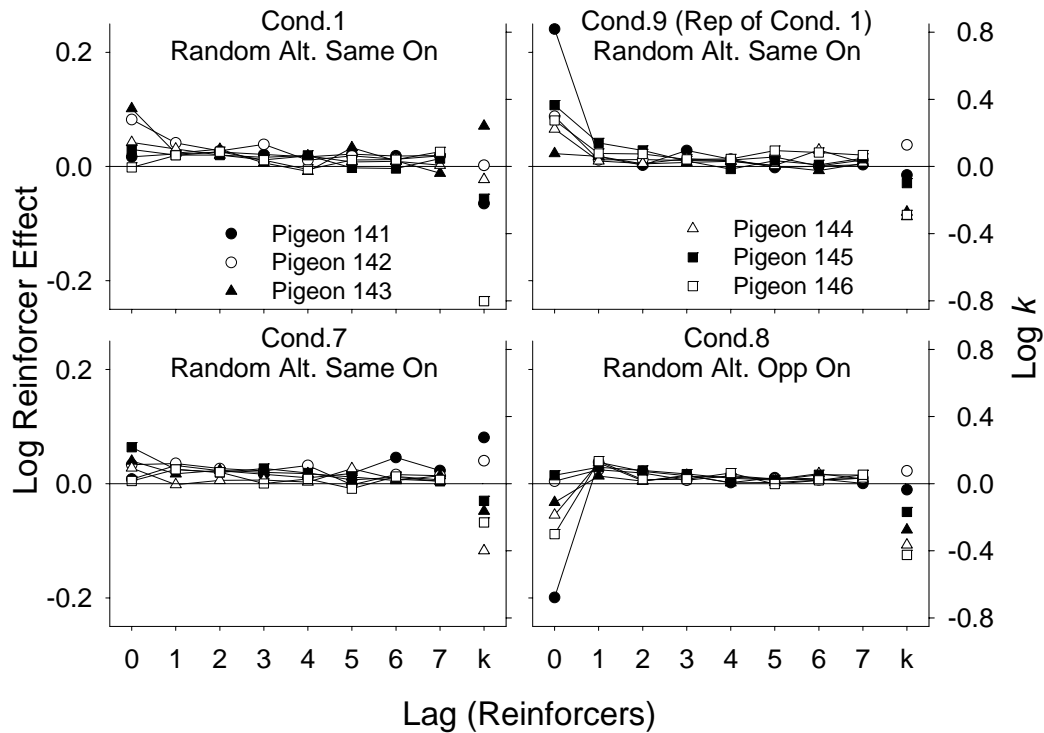 Cond.1
Random Alt. Same On
Cond.9 (Rep of Cond. 1)
Random Alt. Same On
0.2
0.0
-0.2
0.8
0.4
0.0
-0.4
-0.8
Pigeon 141
Pigeon 142
Pigeon 143
Pigeon 144
Pigeon 145
Pigeon 146
Log Reinforcer Effect
Log k
Cond.7
Random Alt. Same On
Cond.8
Random Alt. Opp On
0.2
0.0
-0.2
0.8
0.4
0.0
-0.4
-0.8
0 1 2 3 4 5 6 7 k
0 1 2 3 4 5 6 7 k
Lag (Reinforcers)